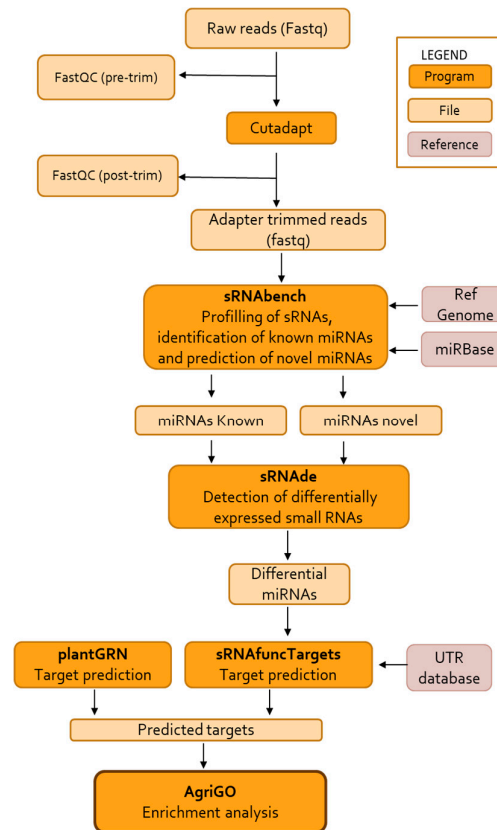 Raw reads (Fastq)
FastQC (pre-trim)
Cutadapt
FastQC (post-trim)
Adapter trimmed reads
(fastq)
LEGEND
Program
File
Reference
sRNAbench
Profilling of sRNAs,
identification of known miRNAs
and prediction of novel miRNAs
Ref
Genome
miRBase
miRNAs Known
miRNAs novel
sRNAde
Detection of differentially
expressed small RNAs
Differential
miRNAs
plantGRN
Target prediction
sRNAfuncTargets
Target prediction
UTR
database
Predicted targets
AgriGO
Enrichment analysis